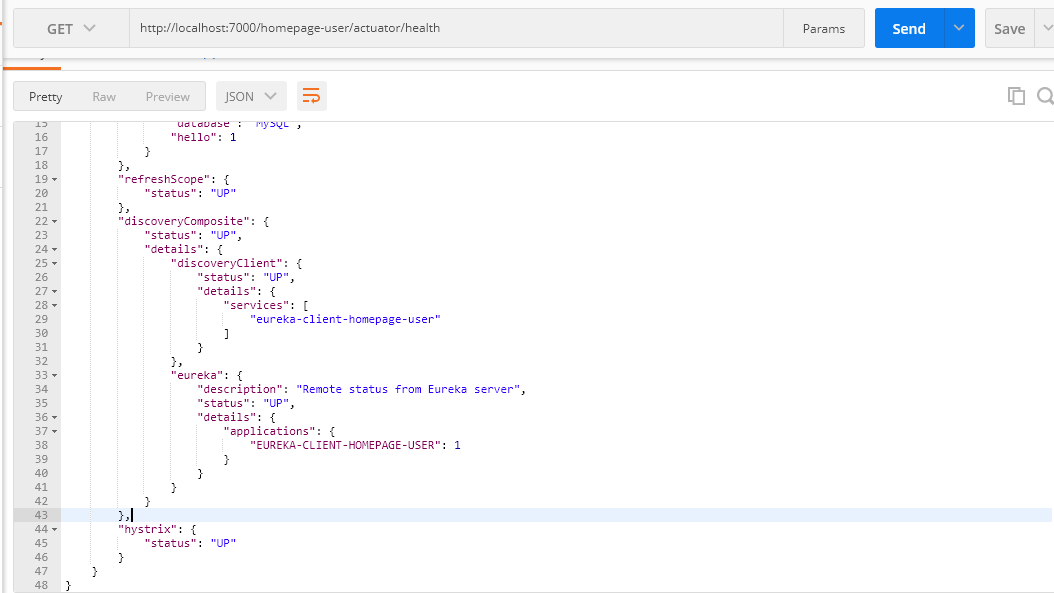 GET http://localhost:7000/homepage-user/actuator/health Params Send Save
Pretty Raw Preview JSON
15 "database": "MySQL",
16 "hello": 1
17 }
18 },
19 "refreshScope": {
20 "status": "UP"
21 },
22 "discoveryComposite": {
23 "status": "UP",
24 "details": {
25 "discoveryClient": {
26 "status": "UP",
27 "details": {
28 "services": [
29 "eureka-client-homepage-user"
30 ]
31 }
32 },
33 "eureka": {
34 "description": "Remote status from Eureka server",
35 "status": "UP",
36 "details": {
37 "applications": {
38 "EUREKA-CLIENT-HOMEPAGE-USER": 1
39 }
40 }
41 }
42 }
43 },
44 "hystrix": {
45 "status": "UP"
46 }
47 }
48 }